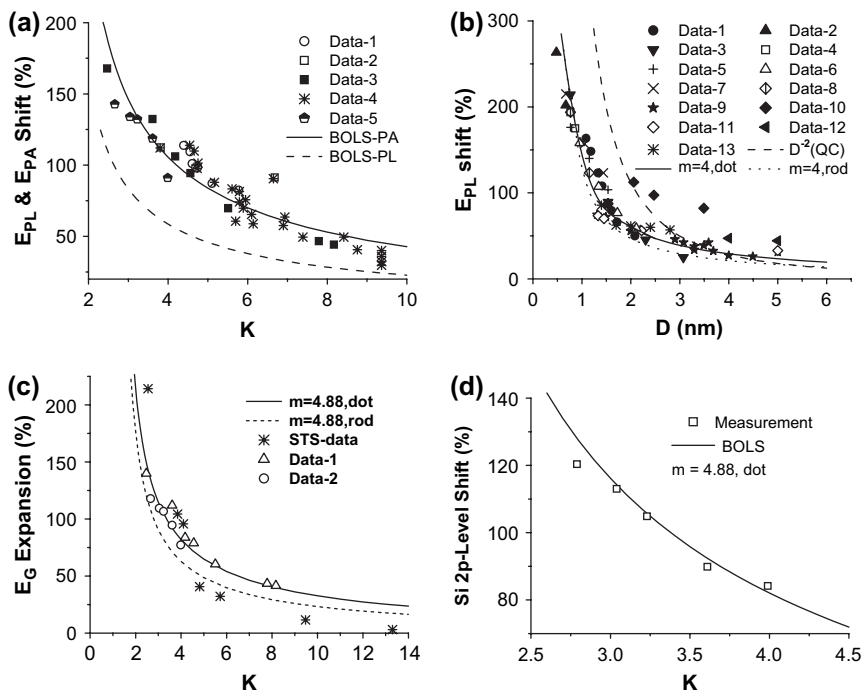 (a)
E_PL & E_PA Shift (%)
200
150
100
50
2 4 6 8 10
K
Data-1
Data-2
Data-3
Data-4
Data-5
BOLS-PA
BOLS-PL
(b)
E_PL shift (%)
300
200
100
0
0 1 2 3 4 5 6
D (nm)
Data-1 Data-2
Data-3 Data-4
Data-5 Data-6
Data-7 Data-8
Data-9 Data-10
Data-11 Data-12
Data-13 D^-2(QC)
m=4,dot m=4,rod
(c)
E_G Expansion (%)
200
150
100
50
0
0 2 4 6 8 10 12 14
K
m=4.88,dot
m=4.88,rod
STS-data
Data-1
Data-2
(d)
Si 2p-Level Shift (%)
140
120
100
80
2.5 3.0 3.5 4.0 4.5
K
Measurement
BOLS
m = 4.88, dot